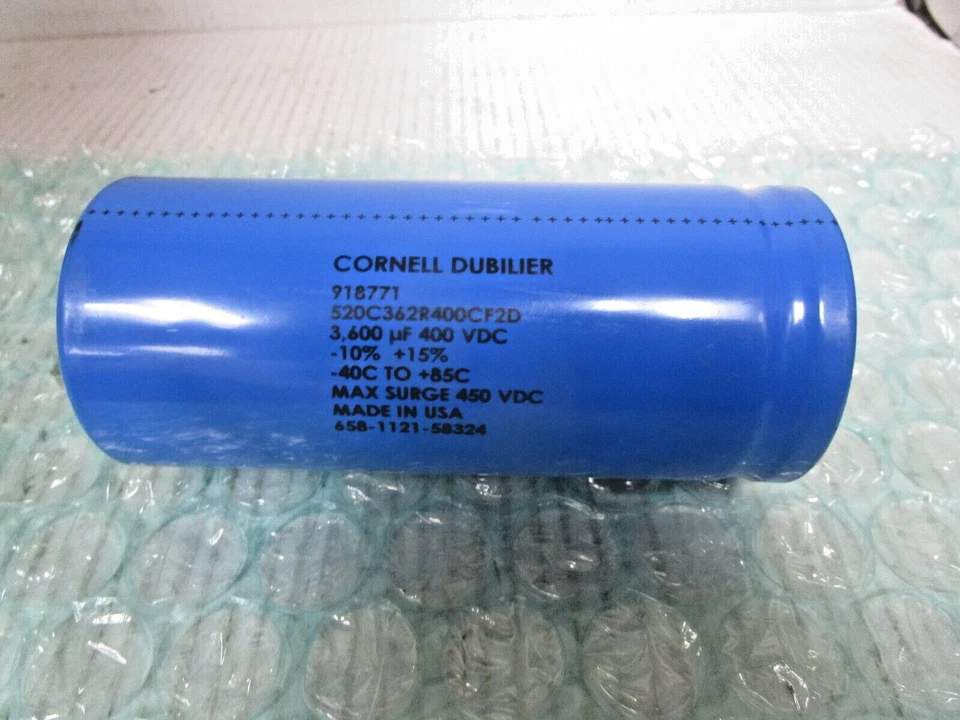 ++++++++++++++++++++++++++++++++++++++++++++++++++
CORNELL DUBILIER
918771
520C362R400CF2D
3,600 µF 400 VDC
-10% +15%
-40C TO +85C
MAX SURGE 450 VDC
MADE IN USA
658-1121-58324